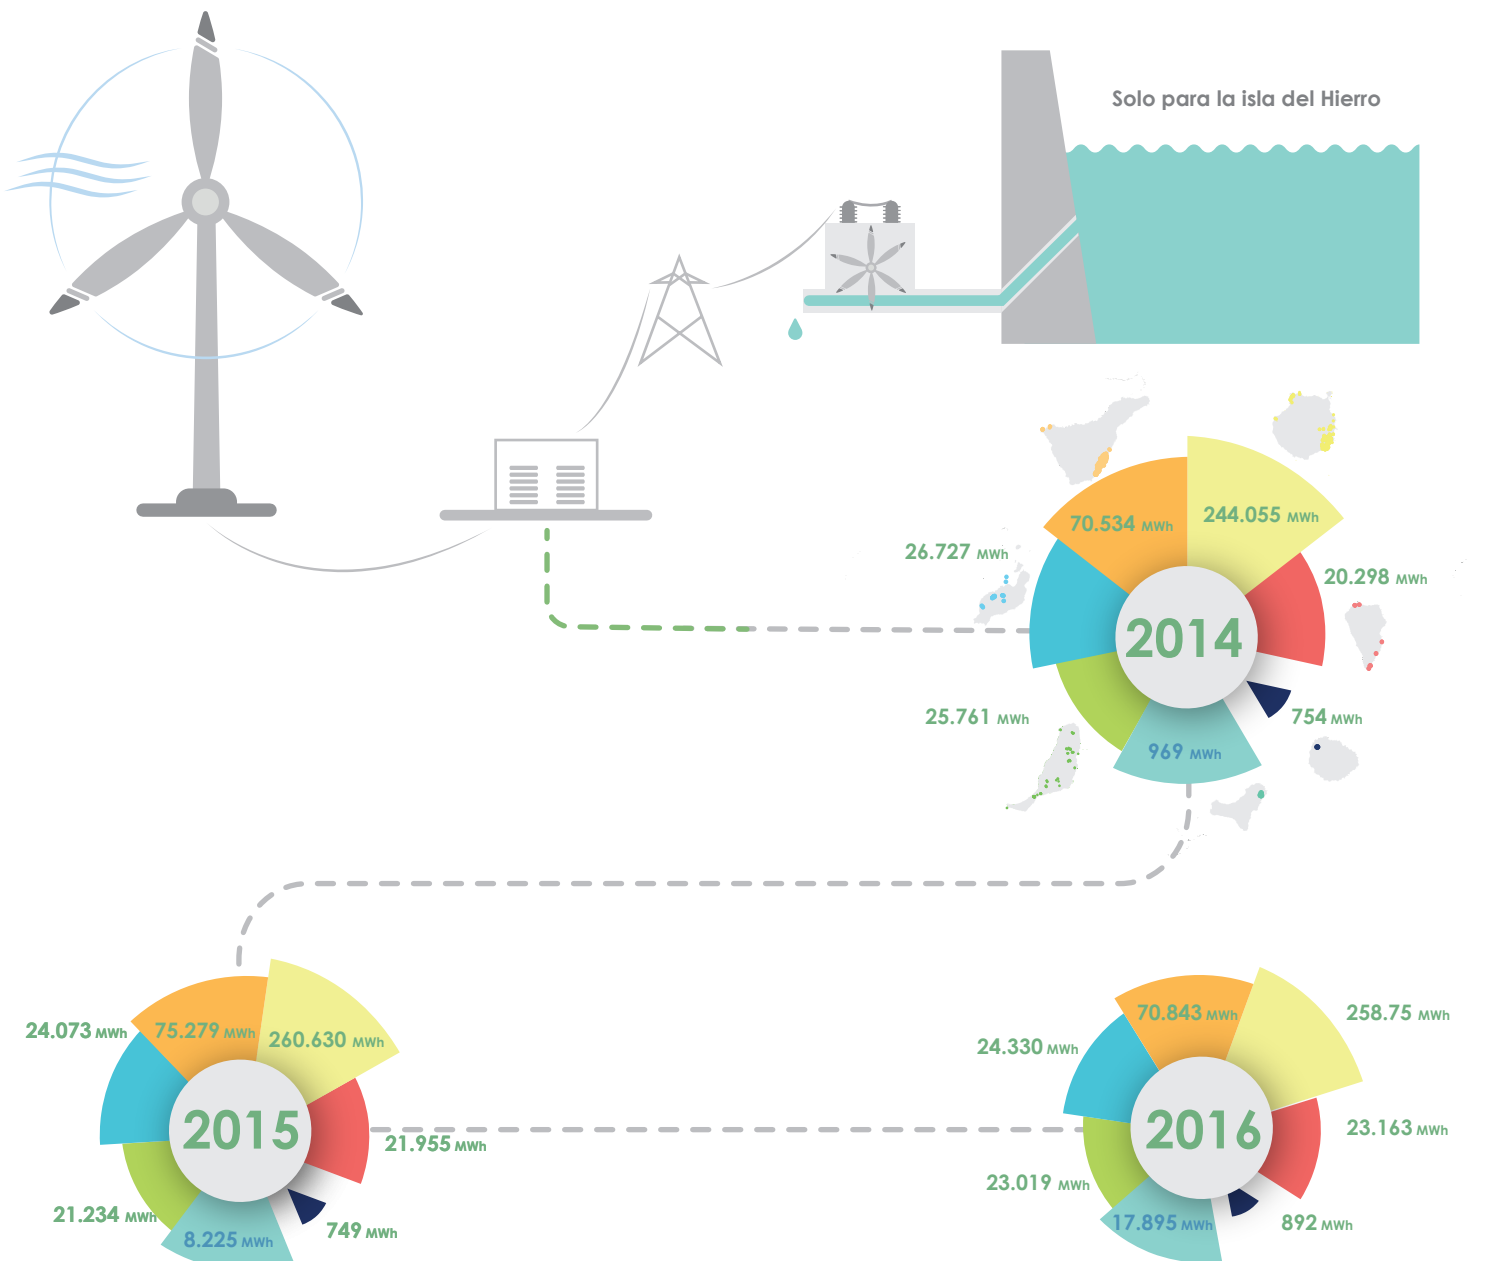 Solo para la isla del Hierro
70.534 MWh
244.055 MWh
26.727 MWh
20.298 MWh
2014
25.761 MWh
754 MWh
969 MWh
24.073 MWh
75.279 MWh
260.630 MWh
2015
21.955 MWh
21.234 MWh
8.225 MWh
749 MWh
70.843 MWh
258.75 MWh
24.330 MWh
2016
23.163 MWh
23.019 MWh
17.895 MWh
892 MWh